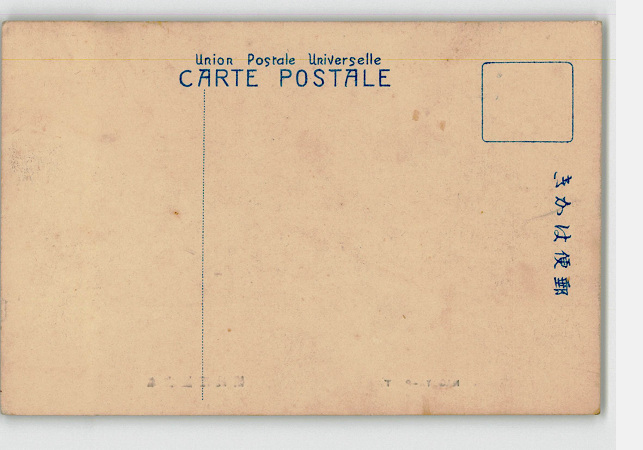 Union Postale Universelle
CARTE POSTALE
郵便はかき